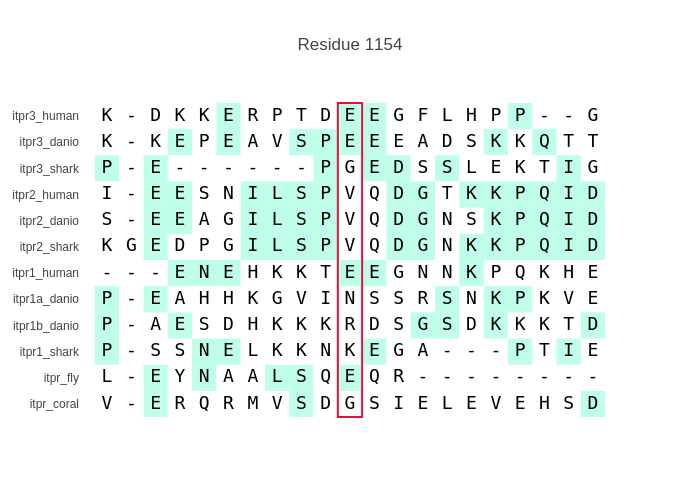 Residue 1154
itpr3_human K - D K K E R P T D E E G F L H P P - - G
itpr3_danio K - K E P E A V S P E E E A D S K K Q T T
itpr3_shark P - E - - - - - - P G E D S S L E K T I G
itpr2_human I - E E S N I L S P V Q D G T K K P Q I D
itpr2_danio S - E E A G I L S P V Q D G N S K P Q I D
itpr2_shark K G E D P G I L S P V Q D G N K K P Q I D
itpr1_human - - - E N E H K K T E E G N N K P Q K H E
itpr1a_danio P - E A H H K G V I N S S R S N K P K V E
itpr1b_danio P - A E S D H K K K R D S G S D K K K T D
itpr1_shark P - S S N E L K K N K E G A - - - P T I E
itpr_fly L - E Y N A A L S Q E Q R - - - - - - - -
itpr_coral V - E R Q R M V S D G S I E L E V E H S D